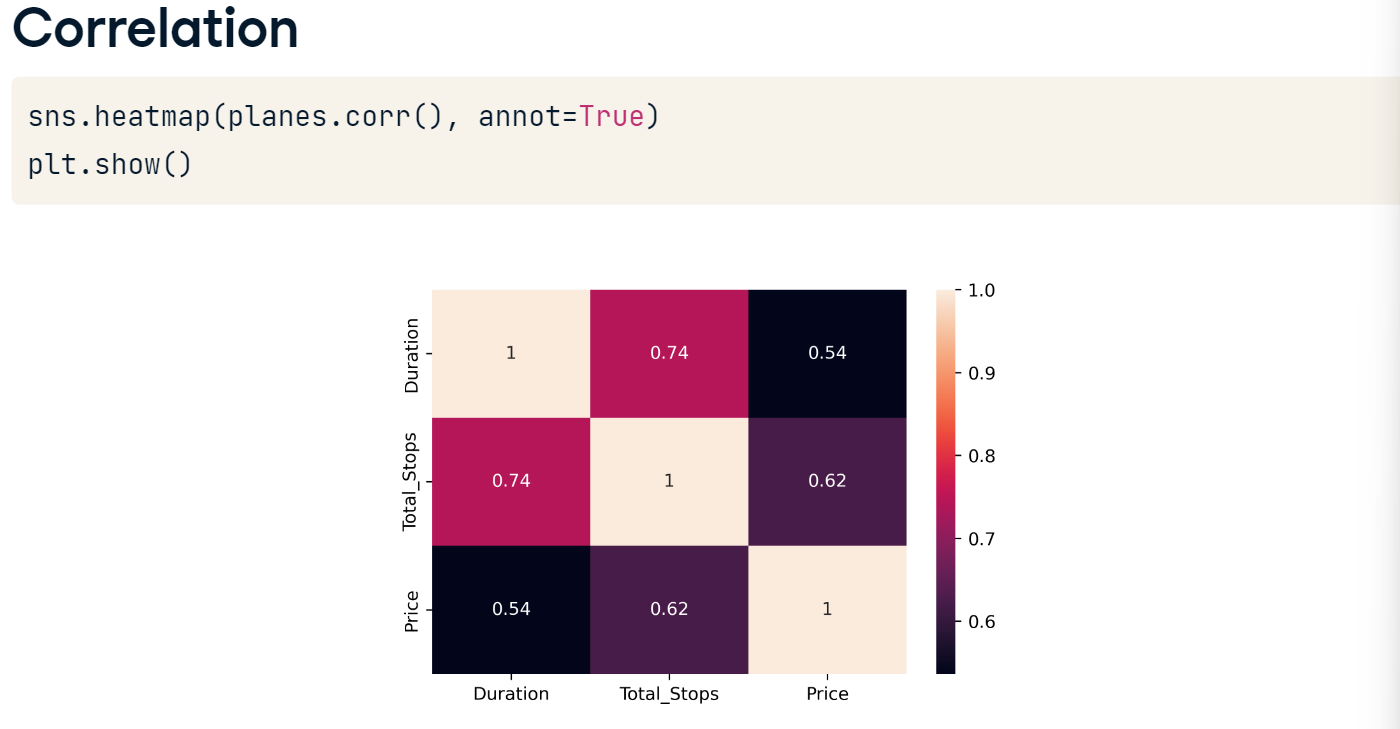 Correlation
sns.heatmap(planes.corr(), annot=True)
plt.show()
Duration
Total_Stops
Price
1 0.74 0.54
0.74 1 0.62
0.54 0.62 1
Duration Total_Stops Price
1.0
0.9
0.8
0.7
0.6